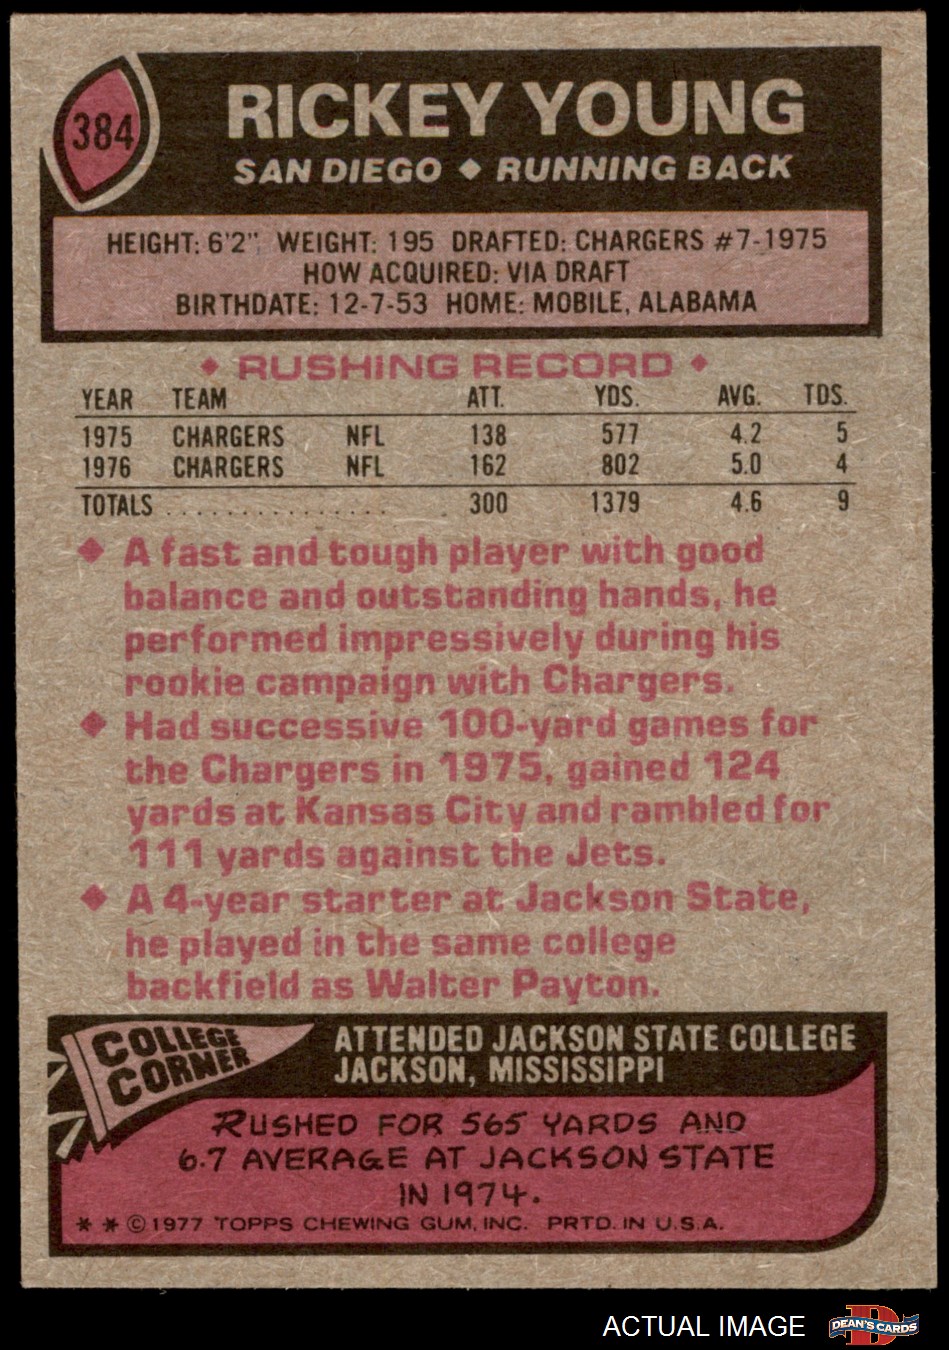 384
RICKEY YOUNG
SAN DIEGO ◆ RUNNING BACK
HEIGHT: 6'2" WEIGHT: 195 DRAFTED: CHARGERS #7-1975
HOW ACQUIRED: VIA DRAFT
BIRTHDATE: 12-7-53 HOME: MOBILE, ALABAMA
◆ RUSHING RECORD ◆
YEAR TEAM ATT. YDS. AVG. TDS.
1975 CHARGERS NFL 138 577 4.2 5
1976 CHARGERS NFL 162 802 5.0 4
TOTALS . . . . . . . . . . . . . . . 300 1379 4.6 9
◆ A fast and tough player with good
balance and outstanding hands, he
performed impressively during his
rookie campaign with Chargers.
◆ Had successive 100-yard games for
the Chargers in 1975, gained 124
yards at Kansas City and rambled for
111 yards against the Jets.
◆ A 4-year starter at Jackson State,
he played in the same college
backfield as Walter Payton.
COLLEGE
CORNER
ATTENDED JACKSON STATE COLLEGE
JACKSON, MISSISSIPPI
RUSHED FOR 565 YARDS AND
6.7 AVERAGE AT JACKSON STATE
IN 1974.
* * © 1977 TOPPS CHEWING GUM, INC. PRTD. IN U.S.A.
ACTUAL IMAGE
D
DEAN'S CARDS